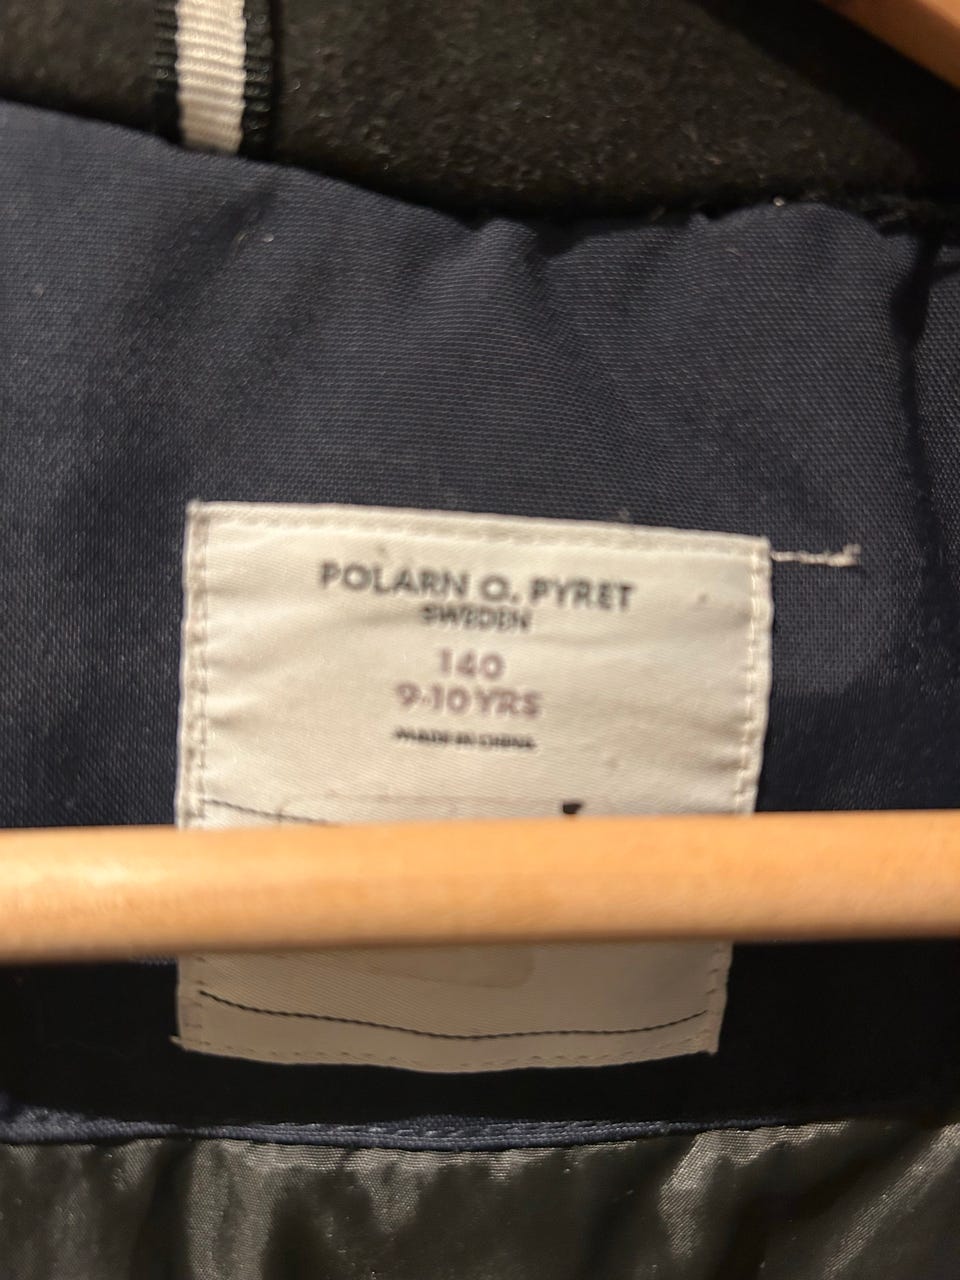 POLARN O. PYRET
SWEDEN
140
9-10 YRS
MADE IN CHINA